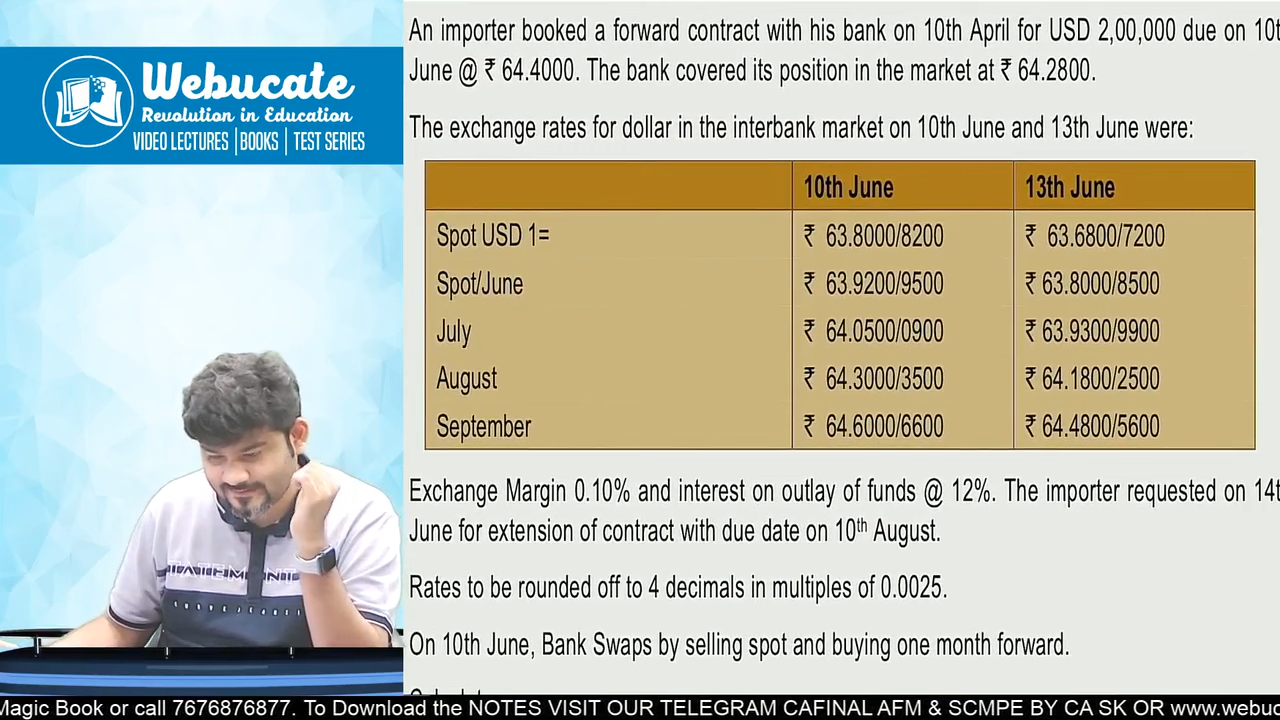 Webucate
Revolution in Education
VIDEO LECTURES | BOOKS | TEST SERIES
An importer booked a forward contract with his bank on 10th April for USD 2,00,000 due on 10t
June @ ₹ 64.4000. The bank covered its position in the market at ₹ 64.2800.
The exchange rates for dollar in the interbank market on 10th June and 13th June were:
10th June 13th June
Spot USD 1= ₹ 63.8000/8200 ₹ 63.6800/7200
Spot/June ₹ 63.9200/9500 ₹ 63.8000/8500
July ₹ 64.0500/0900 ₹ 63.9300/9900
August ₹ 64.3000/3500 ₹ 64.1800/2500
September ₹ 64.6000/6600 ₹ 64.4800/5600
Exchange Margin 0.10% and interest on outlay of funds @ 12%. The importer requested on 14t
June for extension of contract with due date on 10th August.
Rates to be rounded off to 4 decimals in multiples of 0.0025.
On 10th June, Bank Swaps by selling spot and buying one month forward.
STATEMENT
Magic Book or call 7676876877. To Download the NOTES VISIT OUR TELEGRAM CAFINAL AFM & SCMPE BY CA SK OR www.webuc